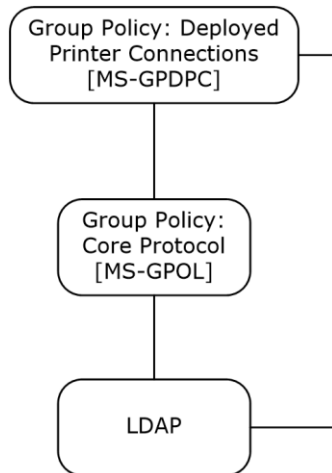 Group Policy: Deployed
Printer Connections
[MS-GPDPC]
Group Policy:
Core Protocol
[MS-GPOL]
LDAP